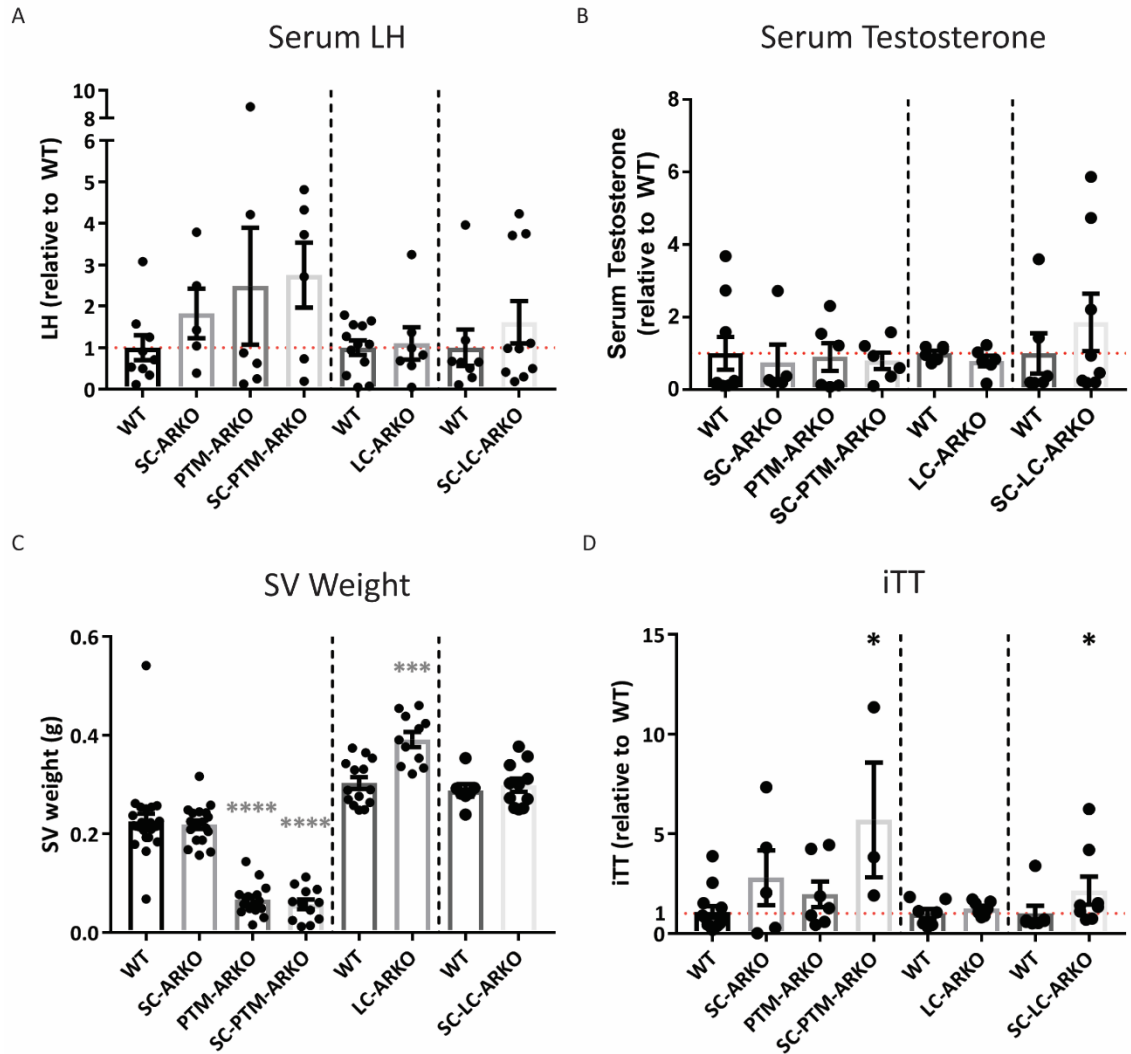 A
Serum LH
LH (relative to WT)
10
8
6
5
4
3
2
1
0
WT
SC-ARKO
PTM-ARKO
SC-PTM-ARKO
WT
LC-ARKO
WT
SC-LC-ARKO
B
Serum Testosterone
Serum Testosterone
(relative to WT)
8
6
4
2
0
WT
SC-ARKO
PTM-ARKO
SC-PTM-ARKO
WT
LC-ARKO
WT
SC-LC-ARKO
C
SV Weight
SV weight (g)
0.6
0.4
0.2
0.0
****
****
***
WT
SC-ARKO
PTM-ARKO
SC-PTM-ARKO
WT
LC-ARKO
WT
SC-LC-ARKO
D
iTT
iTT (relative to WT)
15
10
5
1
0
*
*
WT
SC-ARKO
PTM-ARKO
SC-PTM-ARKO
WT
LC-ARKO
WT
SC-LC-ARKO